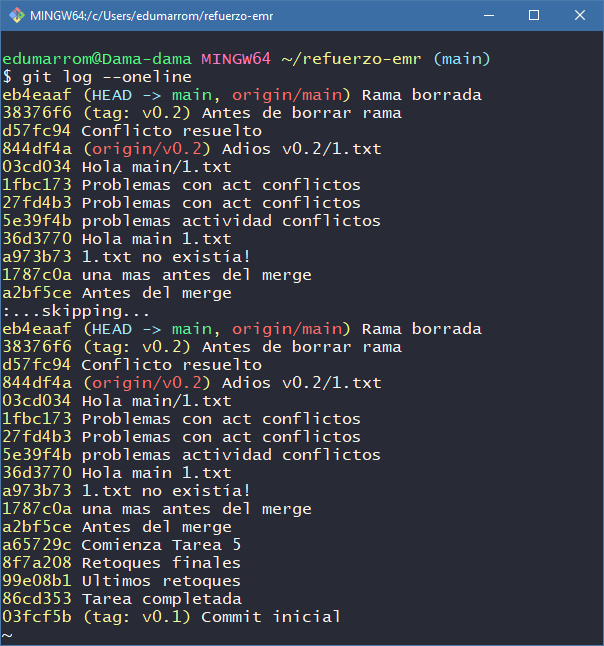 MINGW64:/c/Users/edumarrom/refuerzo-emr
edumarrom@Dama-dama MINGW64 ~/refuerzo-emr (main)
$ git log --oneline
eb4eaaf (HEAD -> main, origin/main) Rama borrada
38376f6 (tag: v0.2) Antes de borrar rama
d57fc94 Conflicto resuelto
844df4a (origin/v0.2) Adios v0.2/1.txt
03cd034 Hola main/1.txt
1fbc173 Problemas con act conflictos
27fd4b3 Problemas con act conflictos
5e39f4b problemas actividad conflictos
36d3770 Hola main 1.txt
a973b73 1.txt no existía!
1787c0a una mas antes del merge
a2bf5ce Antes del merge
:...skipping...
eb4eaaf (HEAD -> main, origin/main) Rama borrada
38376f6 (tag: v0.2) Antes de borrar rama
d57fc94 Conflicto resuelto
844df4a (origin/v0.2) Adios v0.2/1.txt
03cd034 Hola main/1.txt
1fbc173 Problemas con act conflictos
27fd4b3 Problemas con act conflictos
5e39f4b problemas actividad conflictos
36d3770 Hola main 1.txt
a973b73 1.txt no existía!
1787c0a una mas antes del merge
a2bf5ce Antes del merge
a65729c Comienza Tarea 5
8f7a208 Retoques finales
99e08b1 Ultimos retoques
86cd353 Tarea completada
03fcf5b (tag: v0.1) Commit inicial
~